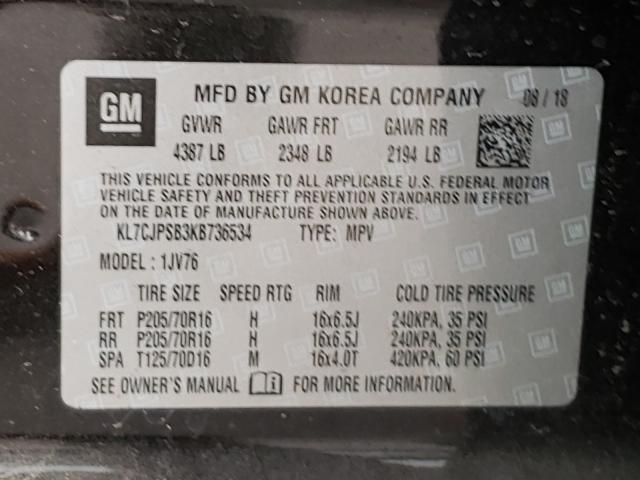 GM
MFD BY GM KOREA COMPANY 08/18
GVWR GAWR FRT GAWR RR
4387 LB 2348 LB 2194 LB
THIS VEHICLE CONFORMS TO ALL APPLICABLE U.S. FEDERAL MOTOR
VEHICLE SAFETY AND THEFT PREVENTION STANDARDS IN EFFECT
ON THE DATE OF MANUFACTURE SHOWN ABOVE.
KL7CJPSB3KB736534 TYPE: MPV
MODEL: 1JV76
TIRE SIZE SPEED RTG RIM COLD TIRE PRESSURE
FRT P205/70R16 H 16x6.5J 240KPA, 35 PSI
RR P205/70R16 H 16x6.5J 240KPA, 35 PSI
SPA T125/70D16 M 16x4.0T 420KPA, 60 PSI
SEE OWNER'S MANUAL FOR MORE INFORMATION.